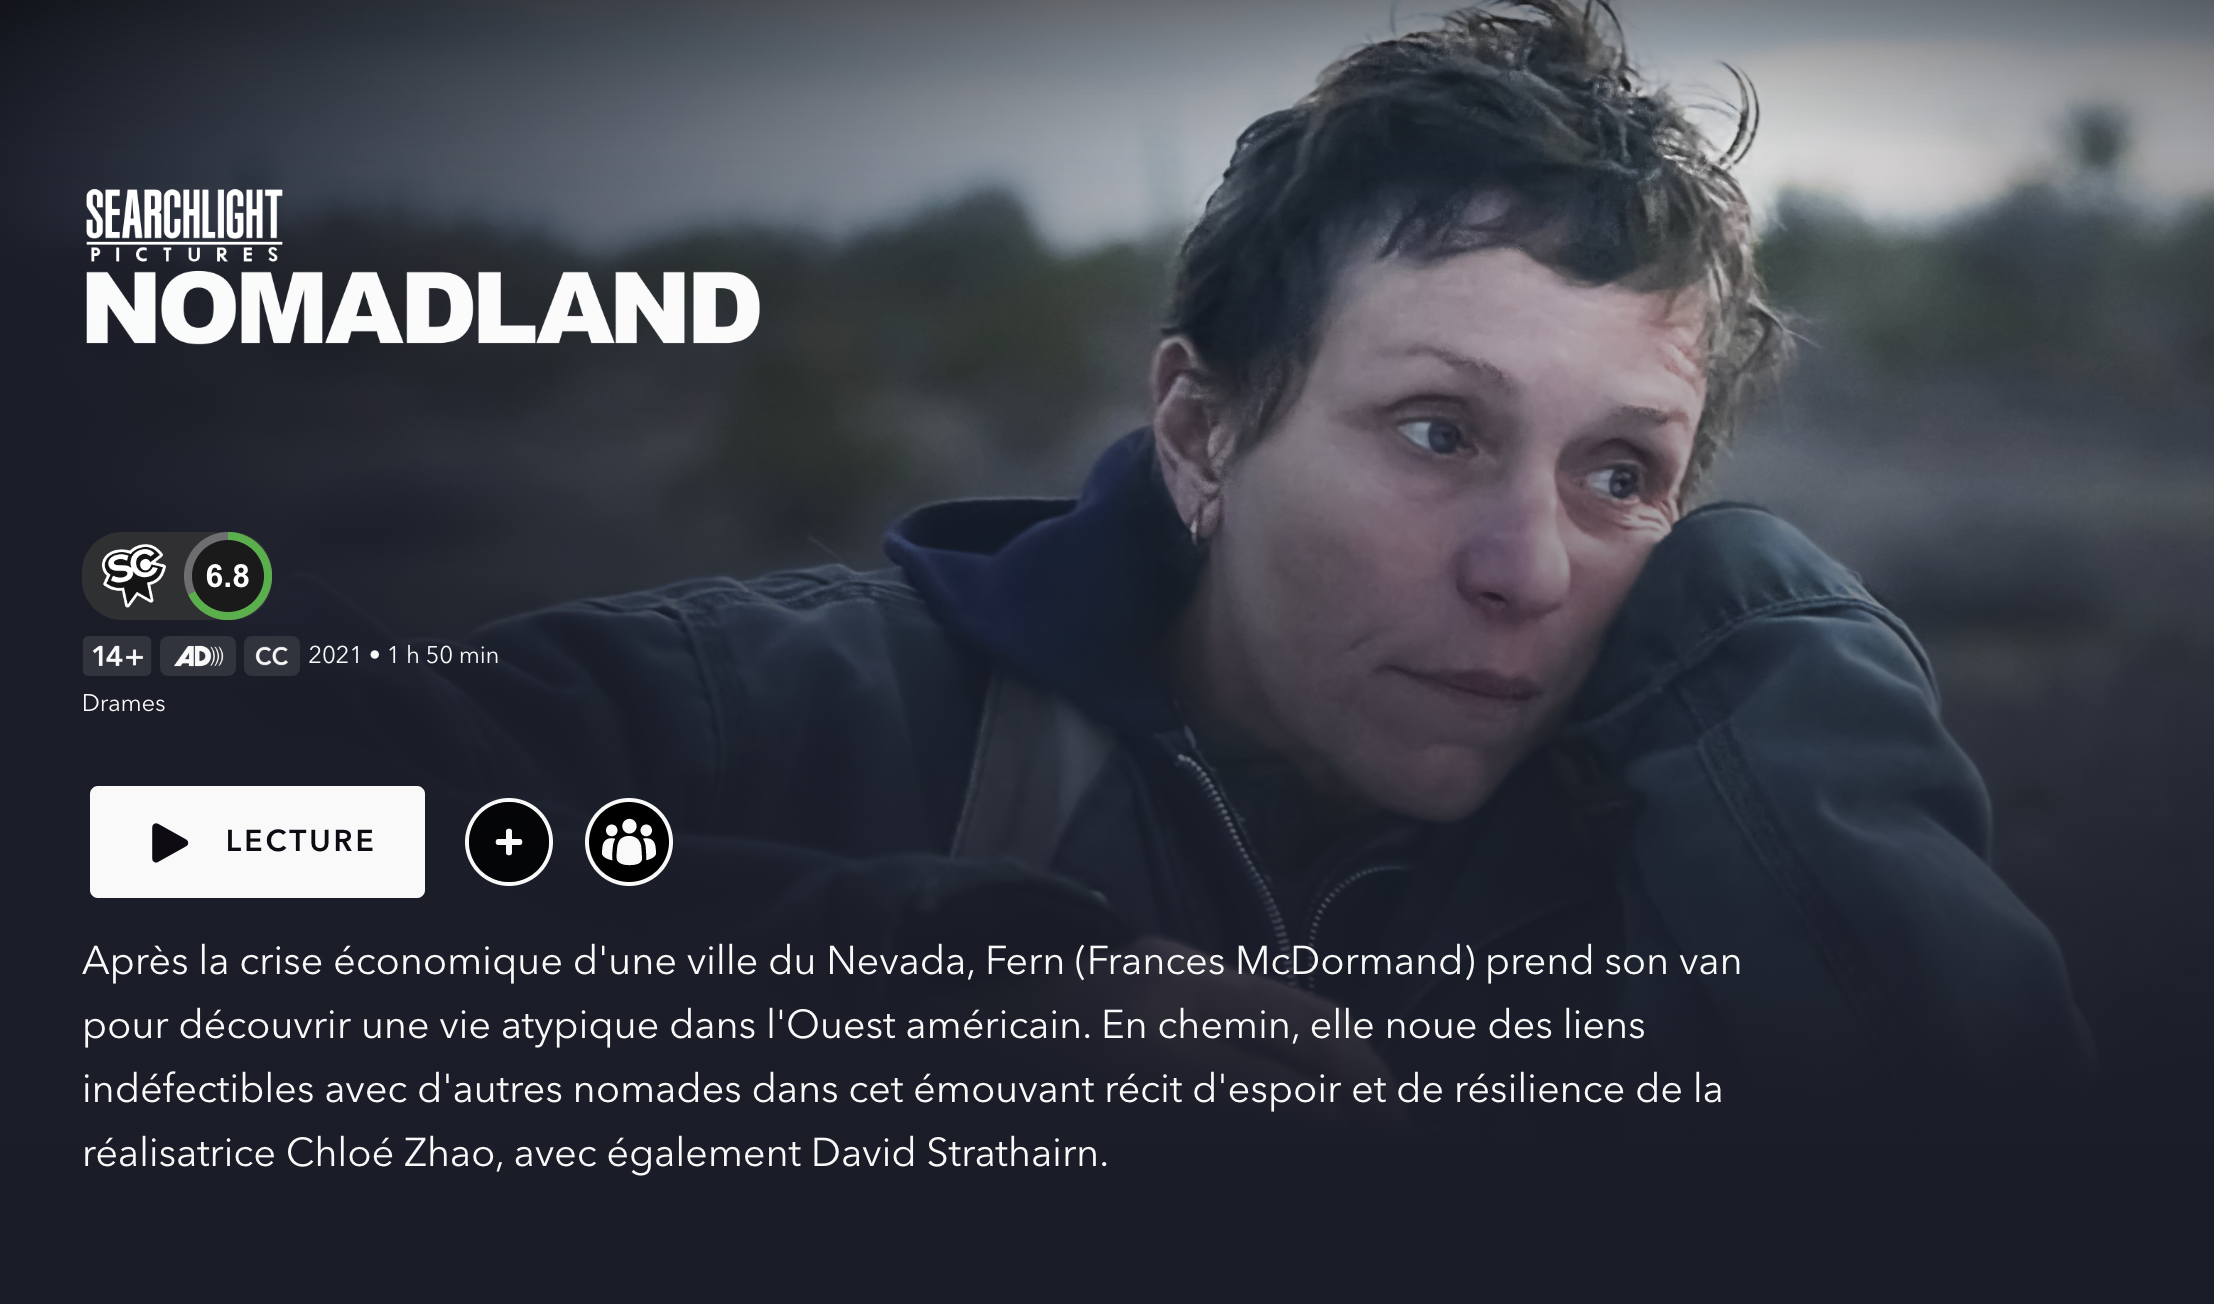 SEARCHLIGHT
PICTURES
NOMADLAND
SC 6.8
14+ AD CC 2021 • 1 h 50 min
Drames
LECTURE
Après la crise économique d'une ville du Nevada, Fern (Frances McDormand) prend son van
pour découvrir une vie atypique dans l'Ouest américain. En chemin, elle noue des liens
indéfectibles avec d'autres nomades dans cet émouvant récit d'espoir et de résilience de la
réalisatrice Chloé Zhao, avec également David Strathairn.